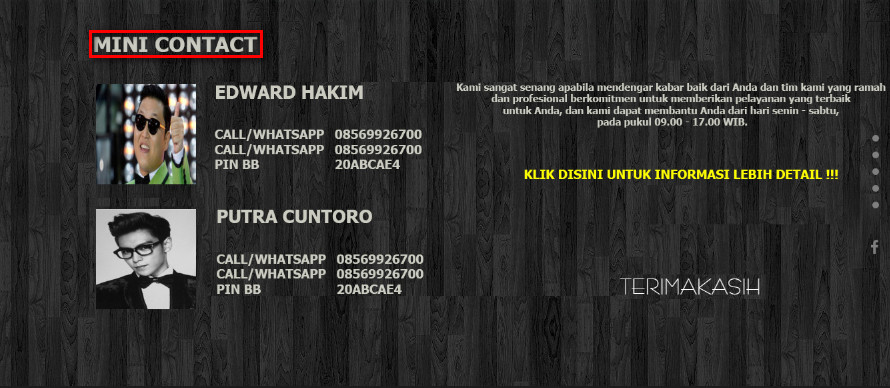 MINI CONTACT
EDWARD HAKIM
CALL/WHATSAPP 08569926700
CALL/WHATSAPP 08569926700
PIN BB 20ABCAE4
PUTRA CUNTORO
CALL/WHATSAPP 08569926700
CALL/WHATSAPP 08569926700
PIN BB 20ABCAE4
Kami sangat senang apabila mendengar kabar baik dari Anda dan tim kami yang ramah
dan profesional berkomitmen untuk memberikan pelayanan yang terbaik
untuk Anda, dan kami dapat membantu Anda dari hari senin - sabtu,
pada pukul 09.00 - 17.00 WIB.
KLIK DISINI UNTUK INFORMASI LEBIH DETAIL !!!
TERIMAKASIH